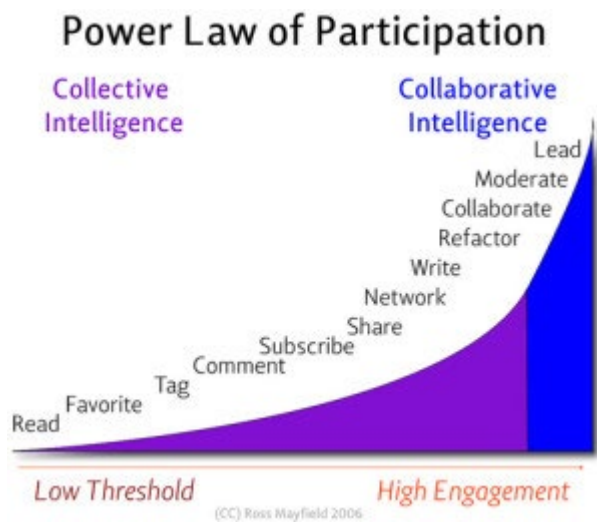 Power Law of Participation
Collective
Intelligence
Collaborative
Intelligence
Lead
Moderate
Collaborate
Refactor
Write
Network
Share
Subscribe
Comment
Tag
Favorite
Read
Low Threshold
High Engagement
(CC) Ross Mayfield 2006